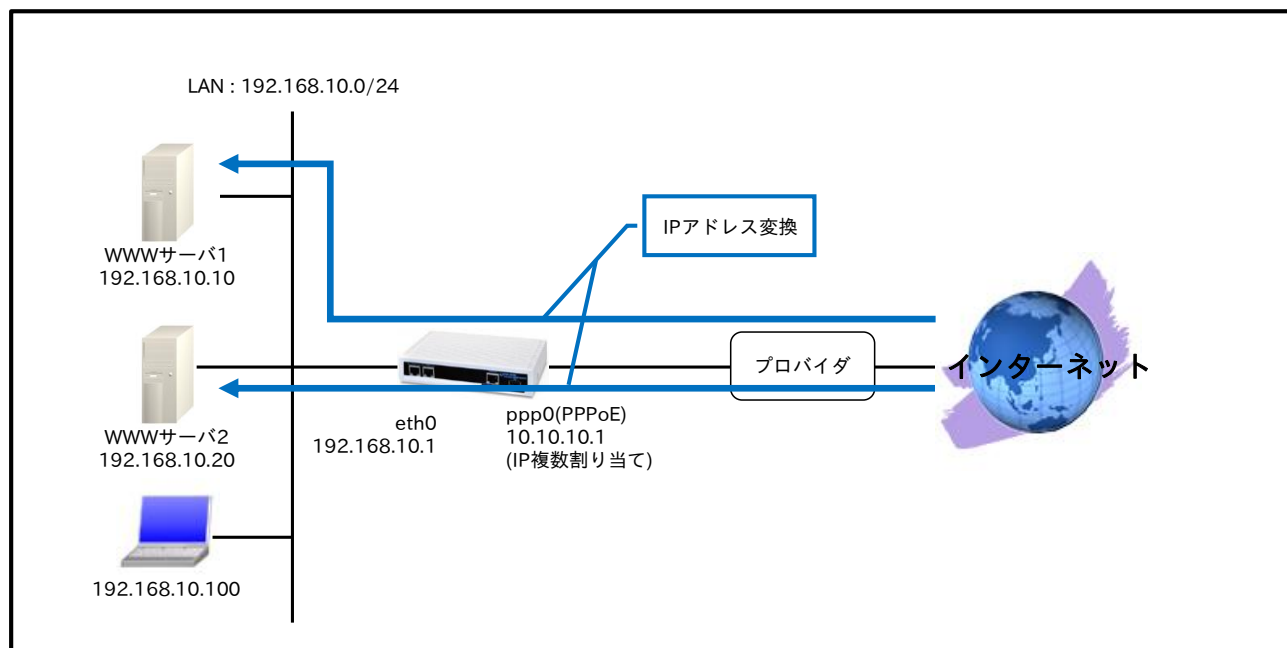 LAN : 192.168.10.0/24
IPアドレス変換
WWWサーバ1
192.168.10.10
プロバイダ
インターネット
WWWサーバ2
192.168.10.20
eth0
192.168.10.1
ppp0(PPPoE)
10.10.10.1
(IP複数割り当て)
192.168.10.100